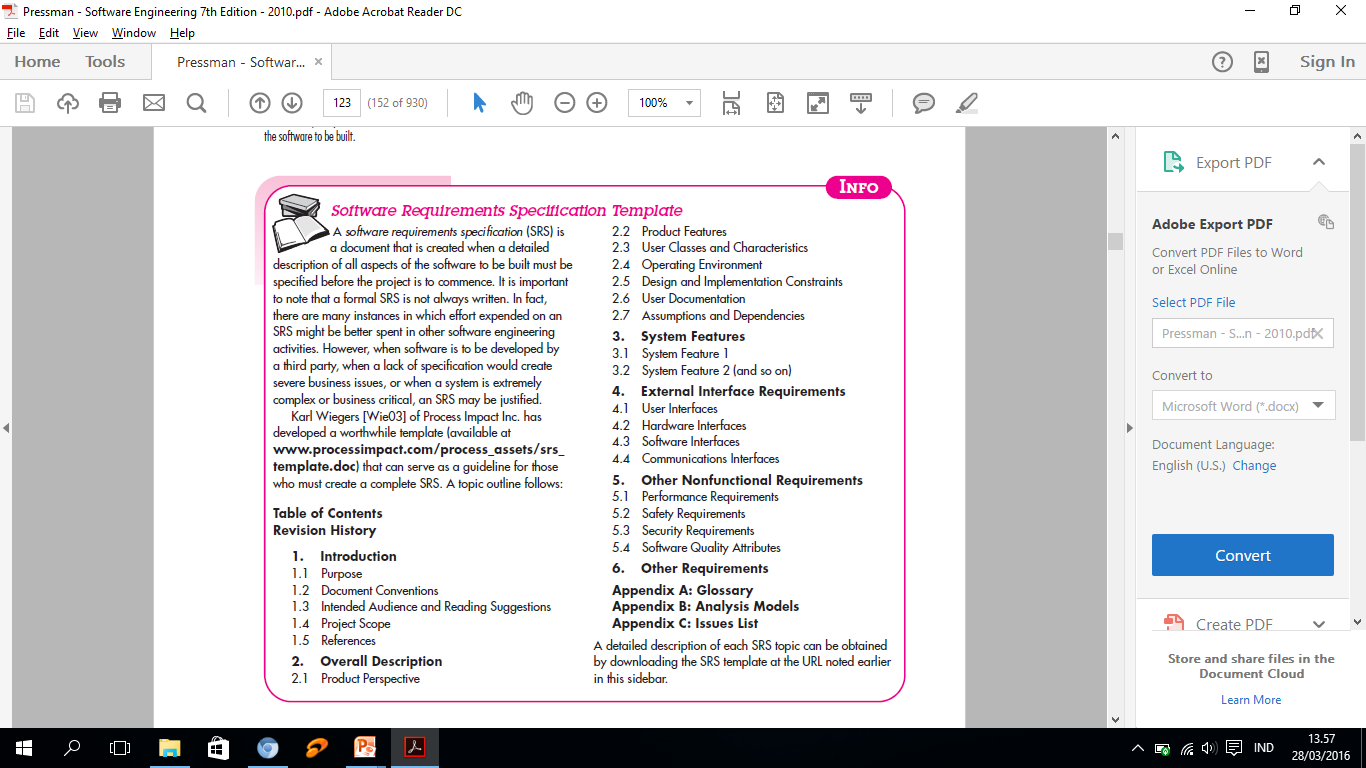 Pressman - Software Engineering 7th Edition - 2010.pdf - Adobe Acrobat Reader DC
File Edit View Window Help
Home Tools Pressman - Softwar... × ? Sign In
123 (152 of 930) 100%
the software to be built.
INFO
Software Requirements Specification Template
A software requirements specification (SRS) is
a document that is created when a detailed
description of all aspects of the software to be built must be
specified before the project is to commence. It is important
to note that a formal SRS is not always written. In fact,
there are many instances in which effort expended on an
SRS might be better spent in other software engineering
activities. However, when software is to be developed by
a third party, when a lack of specification would create
severe business issues, or when a system is extremely
complex or business critical, an SRS may be justified.
Karl Wiegers [Wie03] of Process Impact Inc. has
developed a worthwhile template (available at
www.processimpact.com/process_assets/srs_
template.doc) that can serve as a guideline for those
who must create a complete SRS. A topic outline follows:
Table of Contents
Revision History
1. Introduction
1.1 Purpose
1.2 Document Conventions
1.3 Intended Audience and Reading Suggestions
1.4 Project Scope
1.5 References
2. Overall Description
2.1 Product Perspective
2.2 Product Features
2.3 User Classes and Characteristics
2.4 Operating Environment
2.5 Design and Implementation Constraints
2.6 User Documentation
2.7 Assumptions and Dependencies
3. System Features
3.1 System Feature 1
3.2 System Feature 2 (and so on)
4. External Interface Requirements
4.1 User Interfaces
4.2 Hardware Interfaces
4.3 Software Interfaces
4.4 Communications Interfaces
5. Other Nonfunctional Requirements
5.1 Performance Requirements
5.2 Safety Requirements
5.3 Security Requirements
5.4 Software Quality Attributes
6. Other Requirements
Appendix A: Glossary
Appendix B: Analysis Models
Appendix C: Issues List
A detailed description of each SRS topic can be obtained
by downloading the SRS template at the URL noted earlier
in this sidebar.
Export PDF
Adobe Export PDF
Convert PDF Files to Word
or Excel Online
Select PDF File
Pressman - S...n - 2010.pdf
Convert to
Microsoft Word (*.docx)
Document Language:
English (U.S.) Change
Convert
Create PDF
Store and share files in the
Document Cloud
Learn More
IND
13.57
28/03/2016